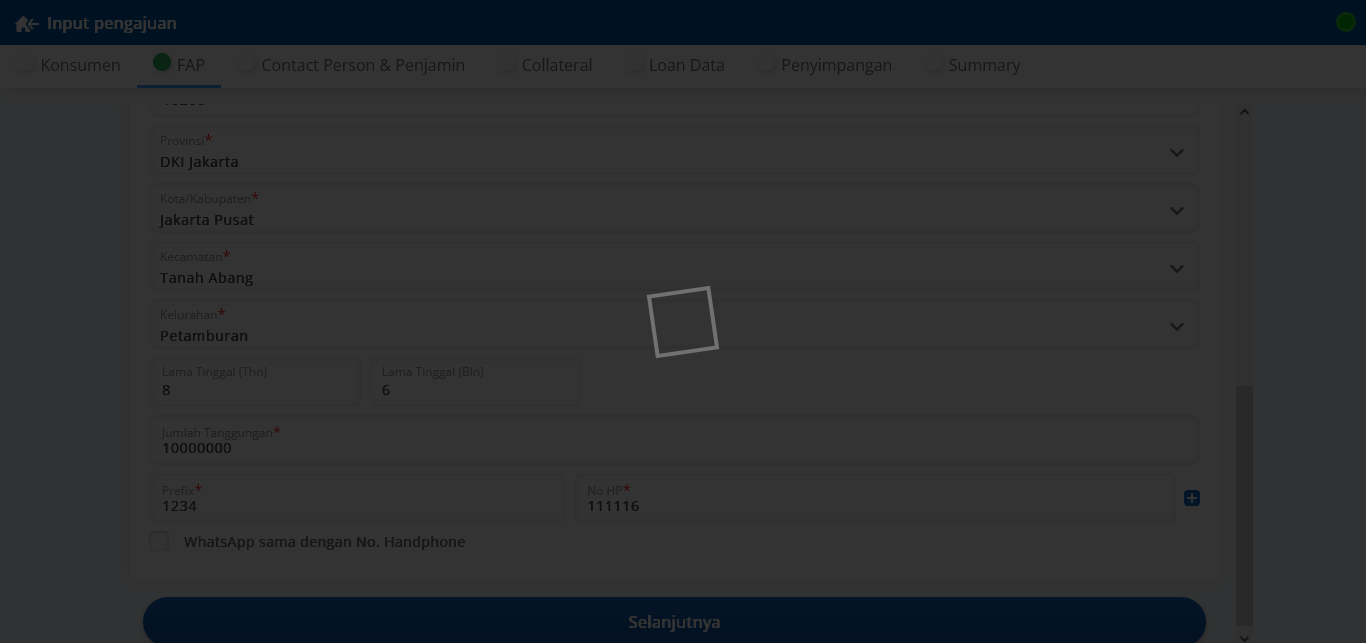 Input pengajuan
Konsumen FAP Contact Person & Penjamin Collateral Loan Data Penyimpangan Summary
Provinsi*
DKI Jakarta
Kota/Kabupaten*
Jakarta Pusat
Kecamatan*
Tanah Abang
Kelurahan*
Petamburan
Lama Tinggal (Thn) Lama Tinggal (Bln)
8 6
Jumlah Tanggungan*
10000000
Prefix* No HP*
1234 111116
WhatsApp sama dengan No. Handphone
Selanjutnya